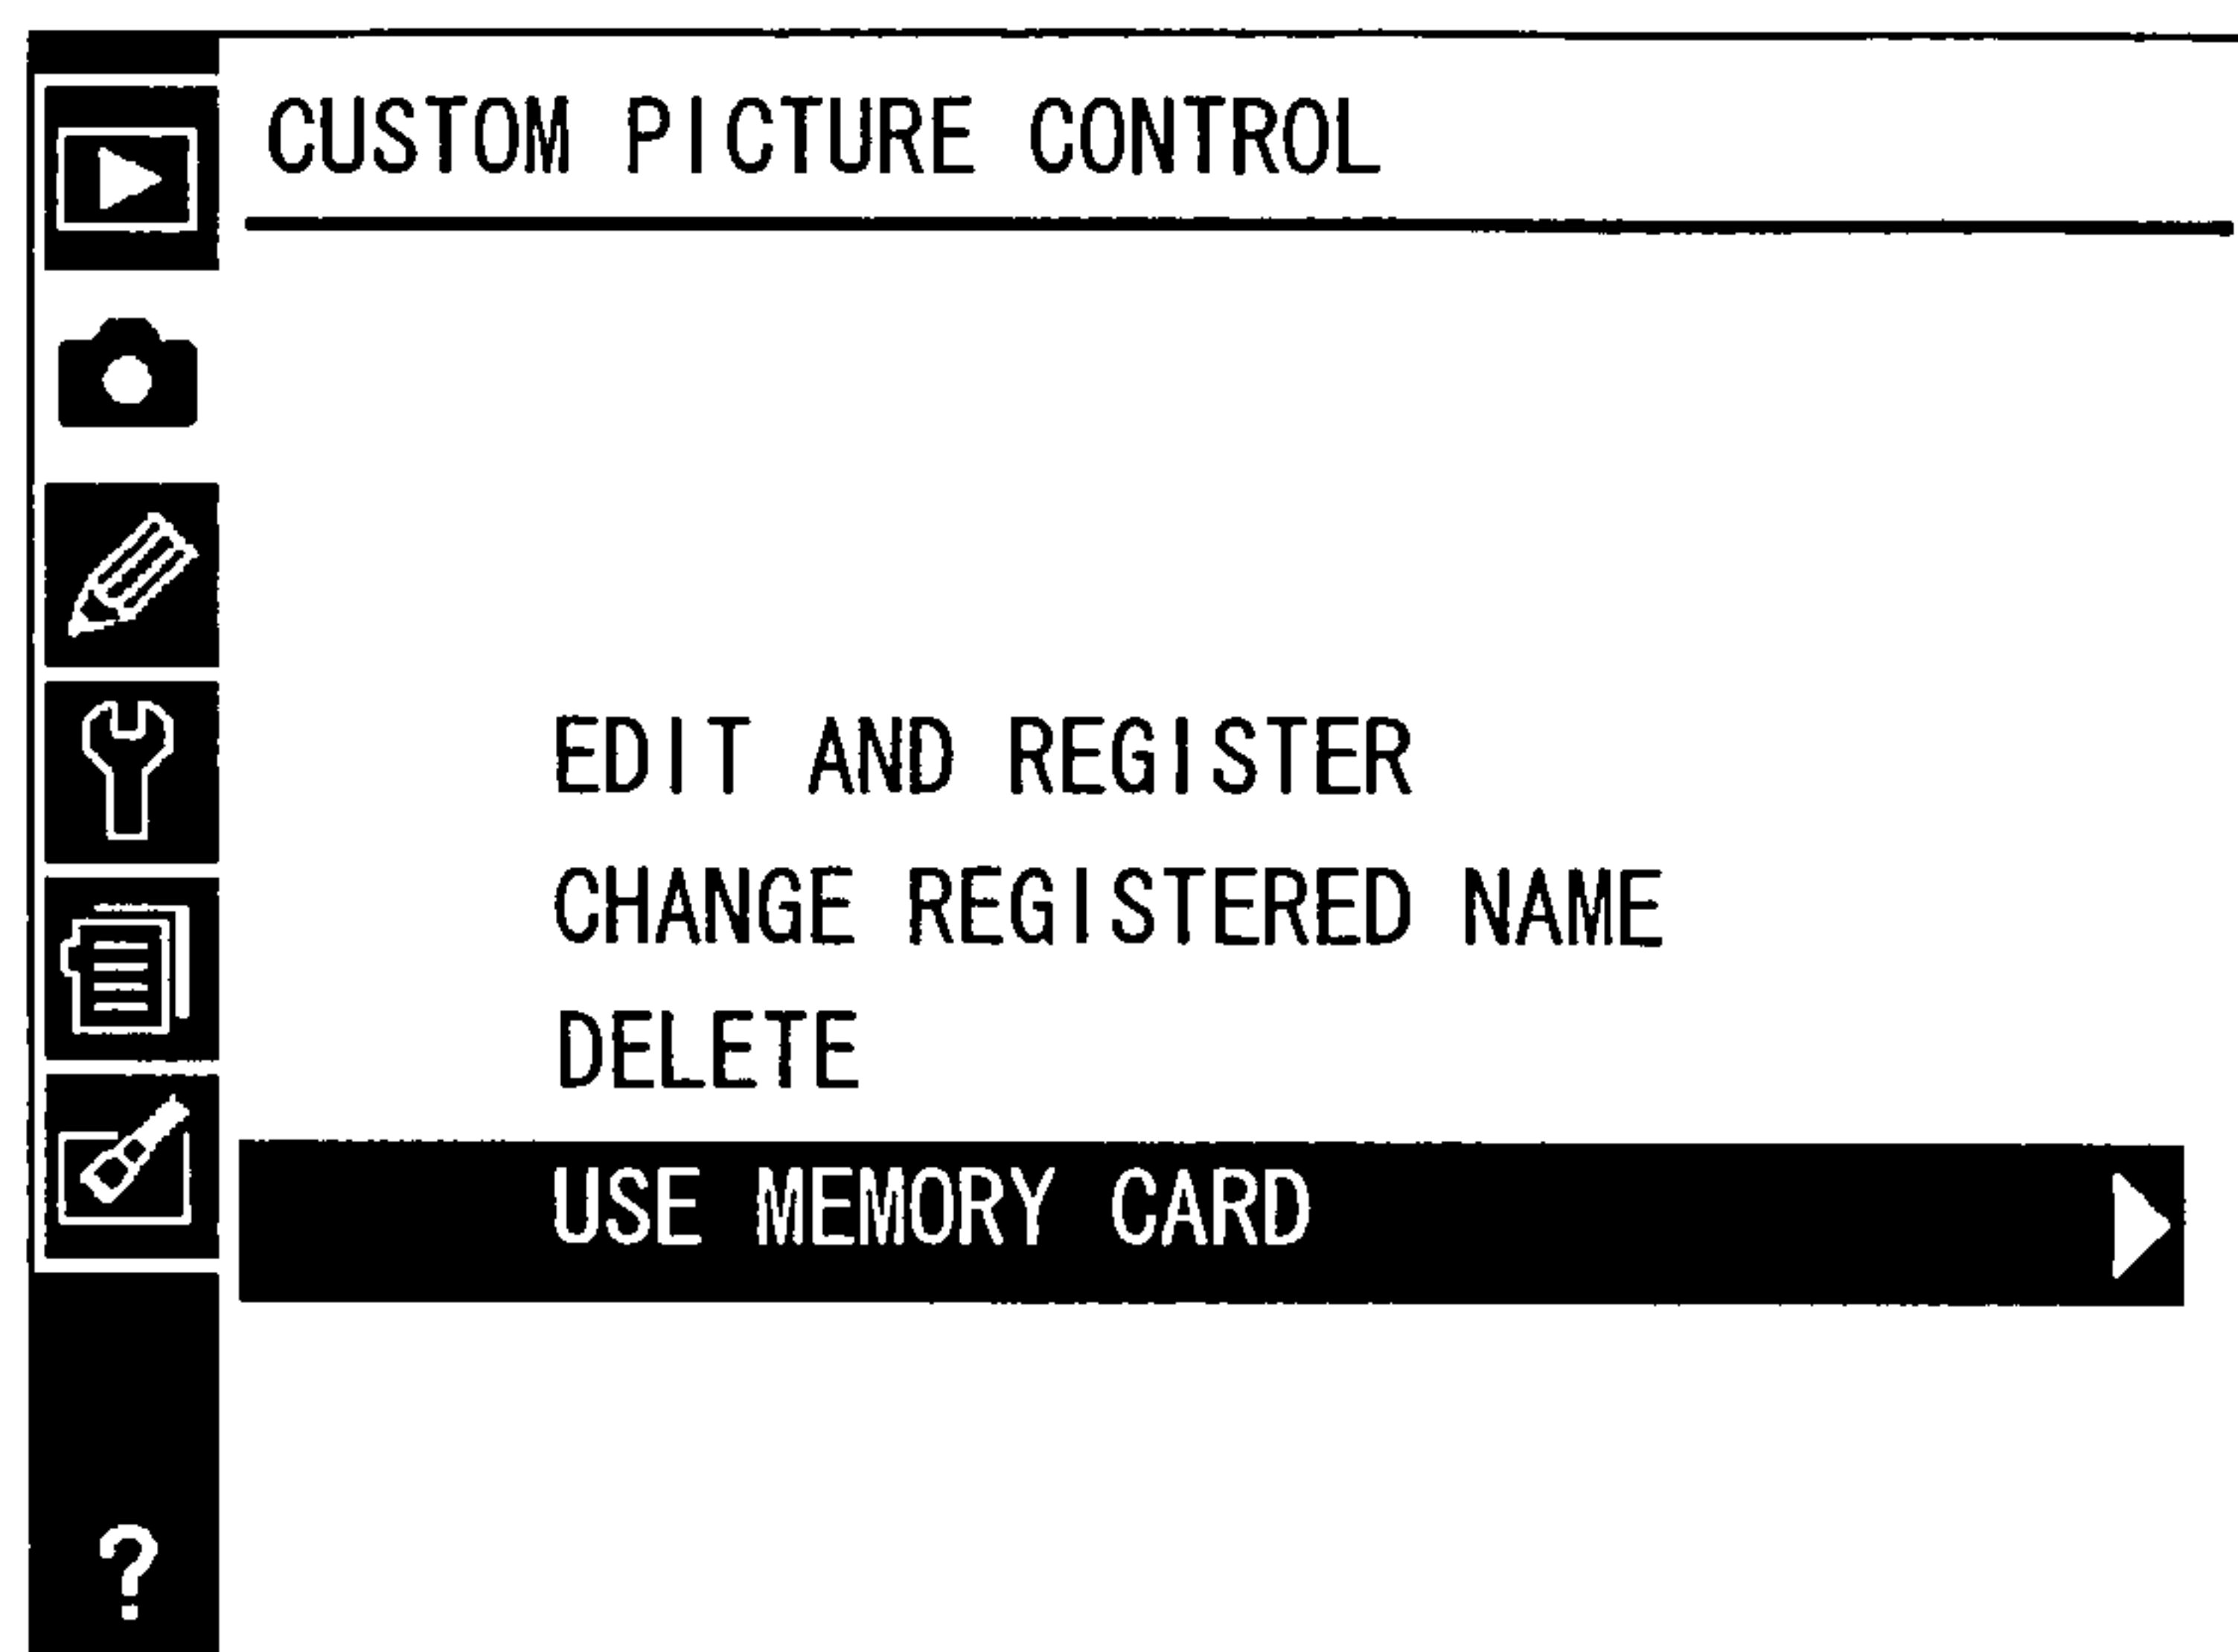 CUSTOM PICTURE CONTROL
EDIT AND REGISTER
CHANGE REGISTERED NAME
DELETE
USE MEMORY CARD
?